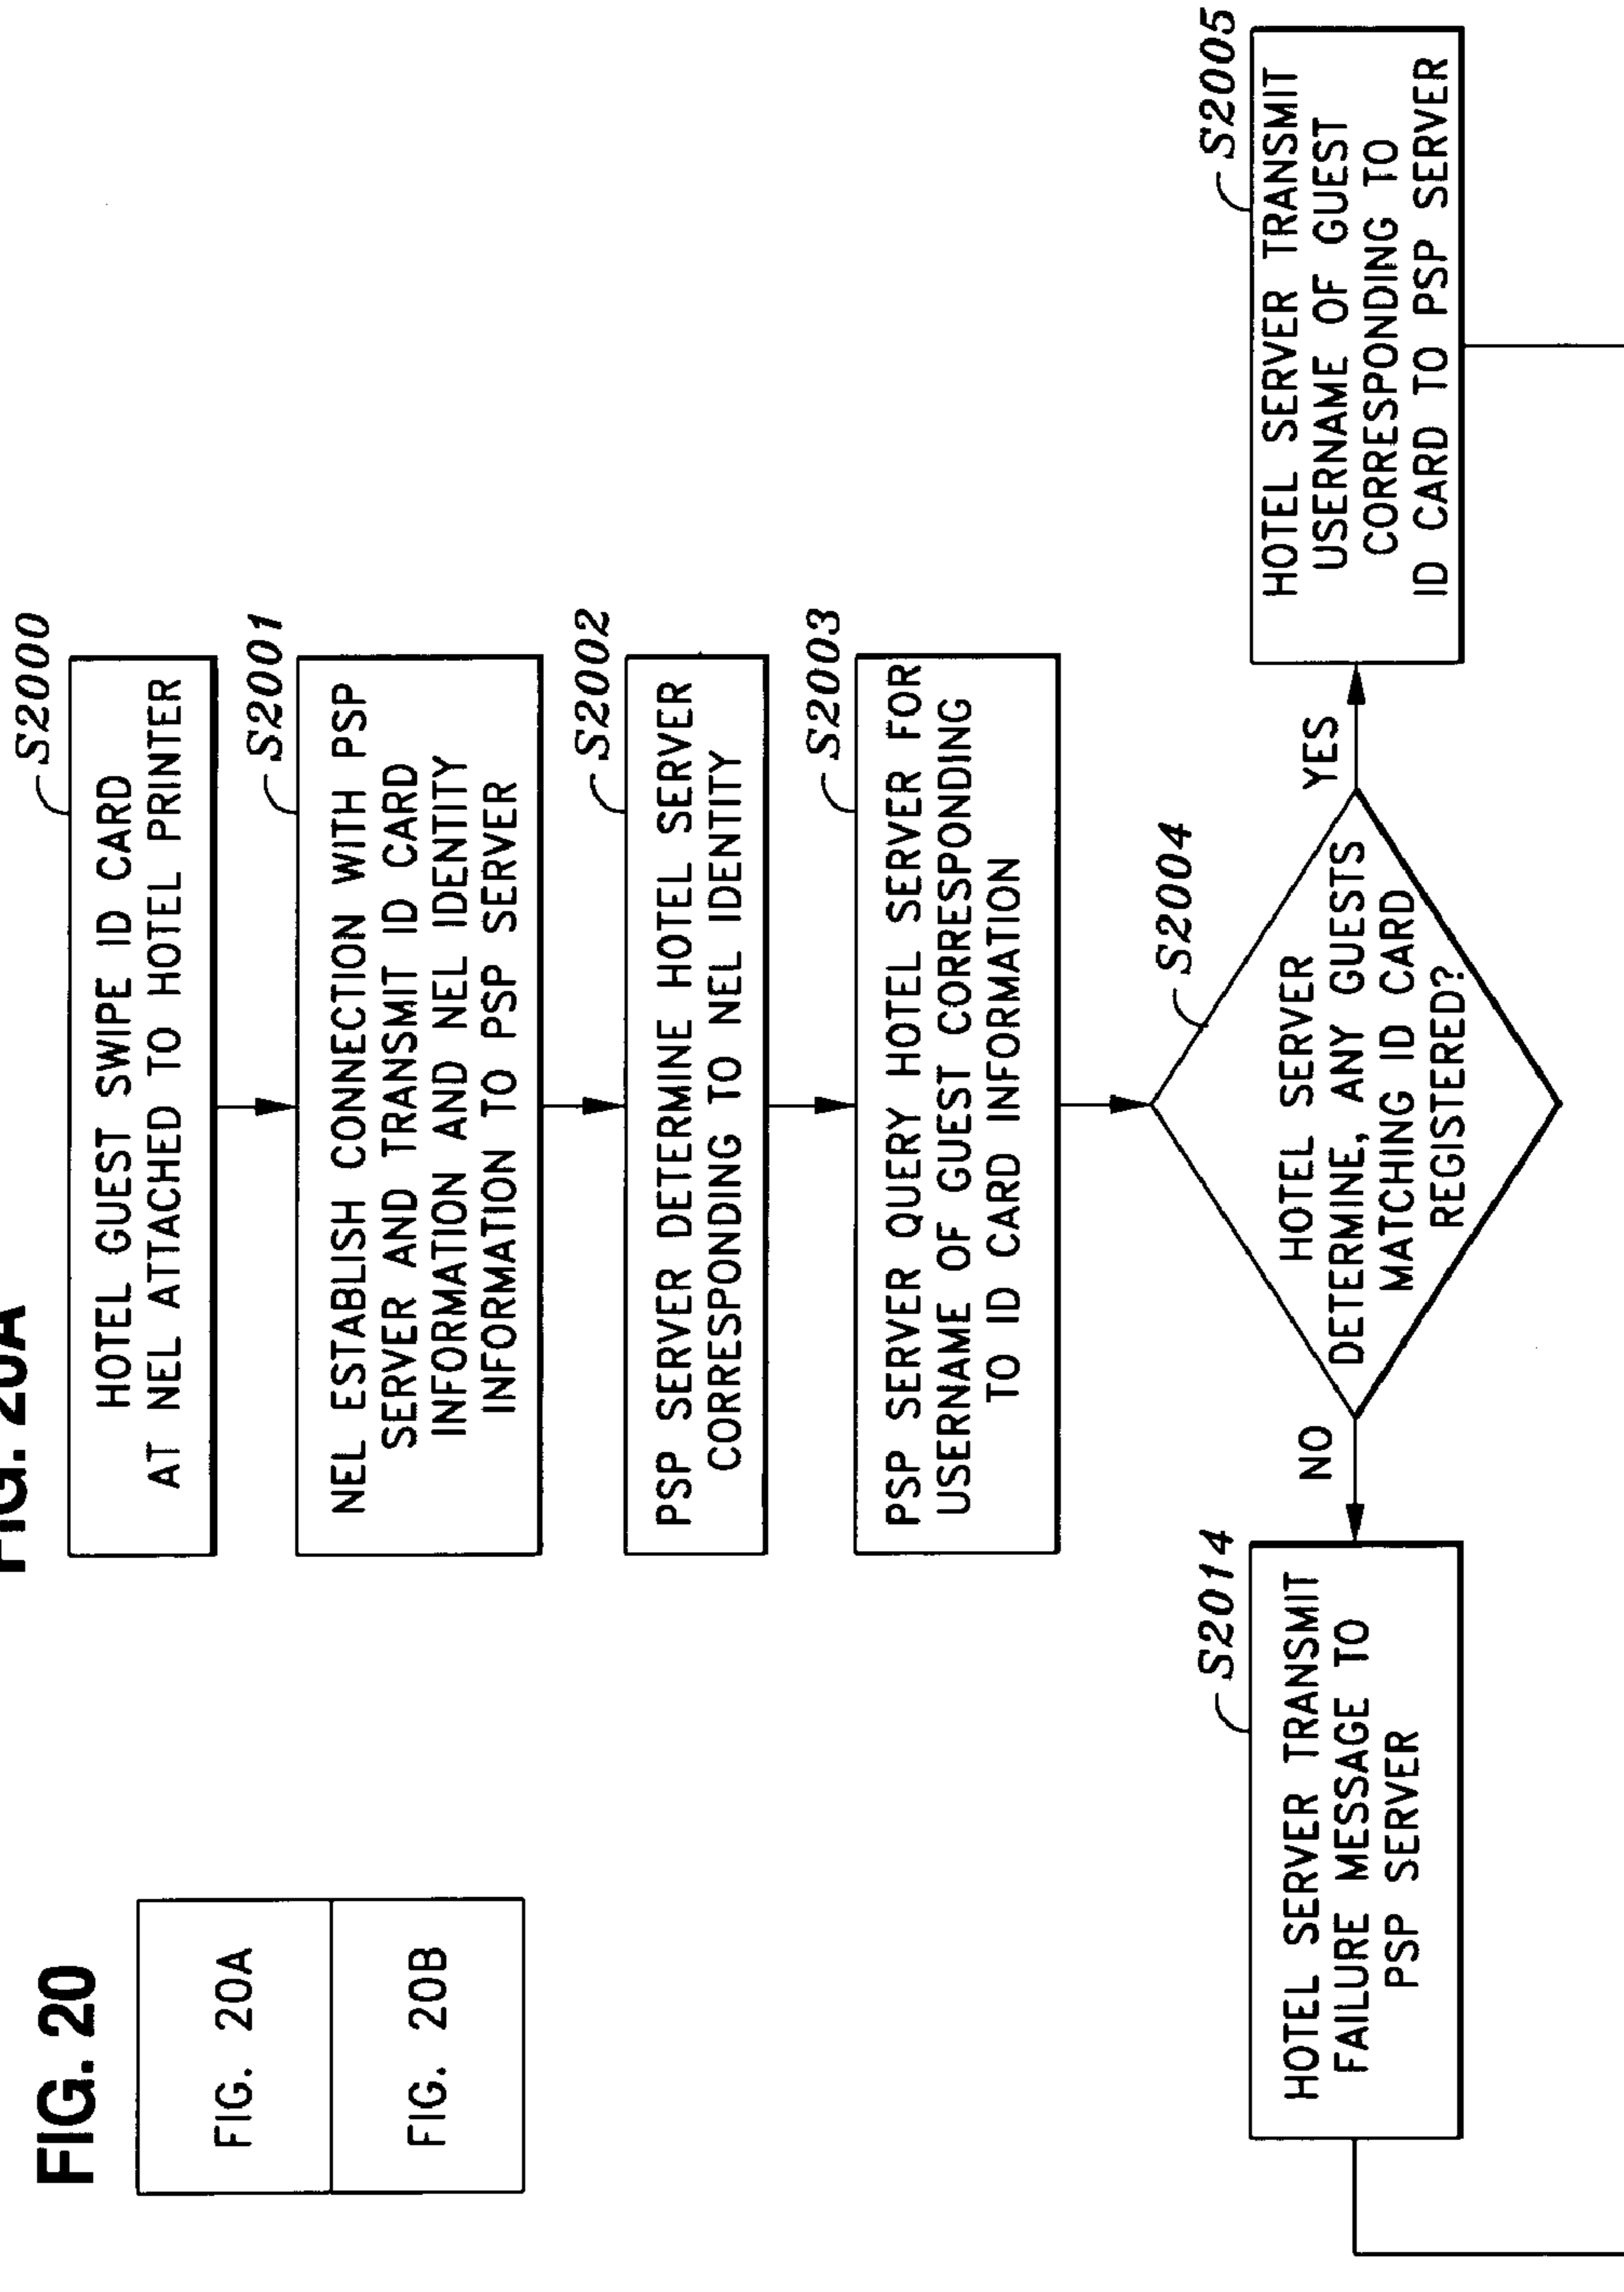 FIG. 20
FIG. 20A
FIG. 20B
FIG. 20A
S2000
HOTEL GUEST SWIPE ID CARD
AT NEL ATTACHED TO HOTEL PRINTER
S2001
NEL ESTABLISH CONNECTION WITH PSP
SERVER AND TRANSMIT ID CARD
INFORMATION AND NEL IDENTITY
INFORMATION TO PSP SERVER
S2002
PSP SERVER DETERMINE HOTEL SERVER
CORRESPONDING TO NEL IDENTITY
S2003
PSP SERVER QUERY HOTEL SERVER FOR
USERNAME OF GUEST CORRESPONDING
TO ID CARD INFORMATION
S2004
HOTEL SERVER
DETERMINE, ANY GUESTS
MATCHING ID CARD
REGISTERED?
NO
YES
S2014
HOTEL SERVER TRANSMIT
FAILURE MESSAGE TO
PSP SERVER
S2005
HOTEL SERVER TRANSMIT
USERNAME OF GUEST
CORRESPONDING TO
ID CARD TO PSP SERVER